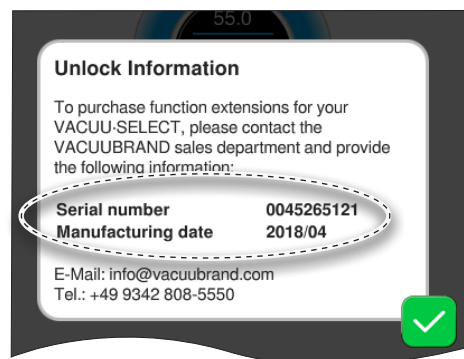 55.0
Unlock Information
To purchase function extensions for your
VACUU·SELECT, please contact the
VACUUBRAND sales department and provide
the following information:
Serial number 0045265121
Manufacturing date 2018/04
E-Mail: info@vacuubrand.com
Tel.: +49 9342 808-5550